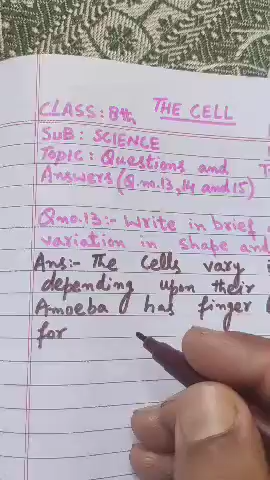 THE CELL
CLASS: 8th
SUB: SCIENCE
Topic: Questions and
Answers (Q.no.13, 14 and 15)
Q.no.13:- Write in brief
variation in shape and
Ans:- The Cells vary
depending upon their
Amoeba has finger
for